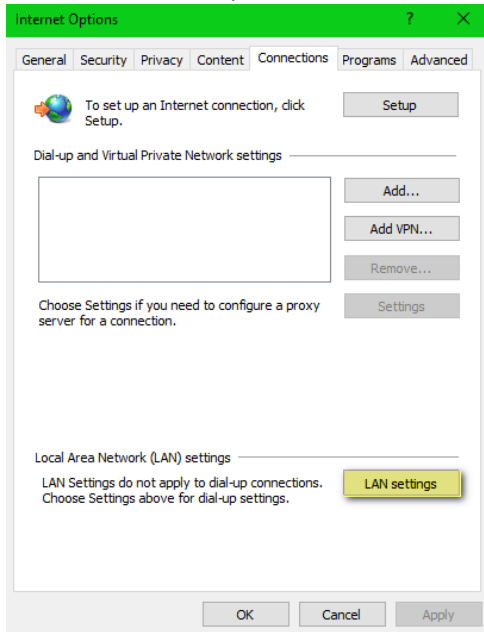 Internet Options ? ×
General Security Privacy Content Connections Programs Advanced
To set up an Internet connection, click
Setup.
Setup
Dial-up and Virtual Private Network settings
Add...
Add VPN...
Remove...
Choose Settings if you need to configure a proxy
server for a connection.
Settings
Local Area Network (LAN) settings
LAN Settings do not apply to dial-up connections.
Choose Settings above for dial-up settings.
LAN settings
OK Cancel Apply